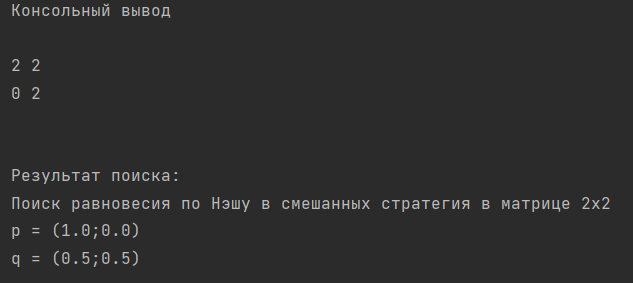 Консольный вывод
2 2
0 2
Результат поиска:
Поиск равновесия по Нэшу в смешанных стратегия в матрице 2x2
p = (1.0;0.0)
q = (0.5;0.5)